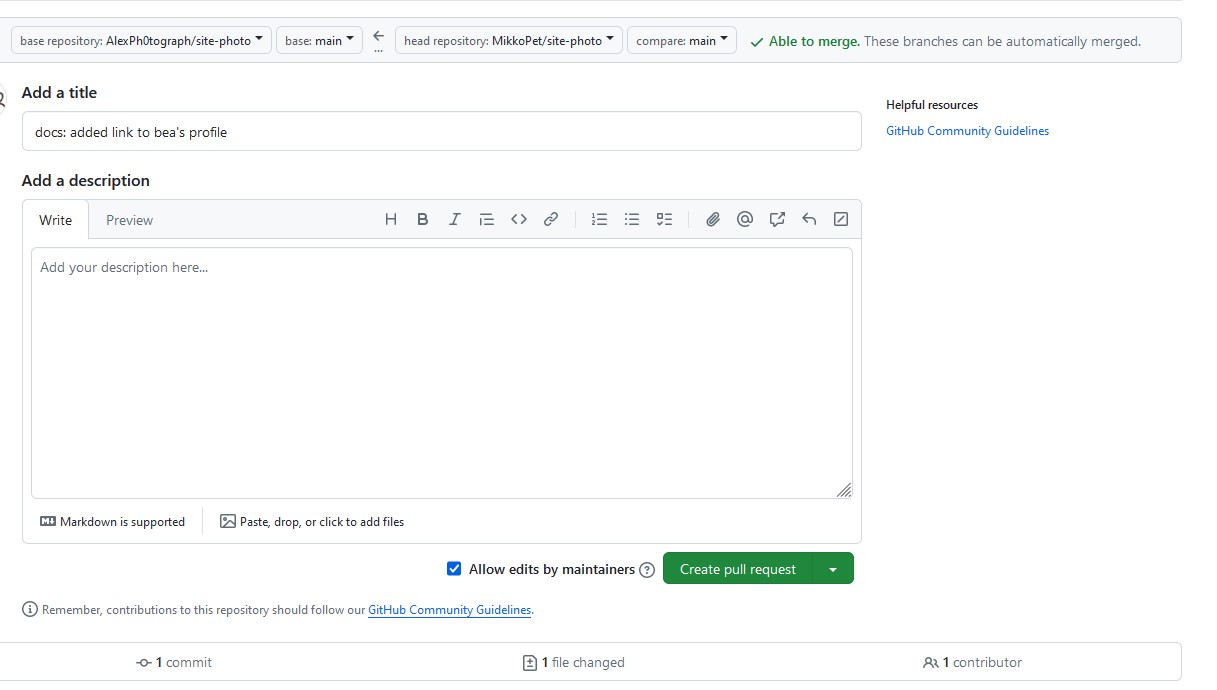 base repository: AlexPh0tograph/site-photo base: main ... head repository: MikkoPet/site-photo compare: main Able to merge. These branches can be automatically merged.
Add a title
Helpful resources
docs: added link to bea's profile
GitHub Community Guidelines
Add a description
Write Preview
Add your description here...
Markdown is supported Paste, drop, or click to add files
Allow edits by maintainers Create pull request
Remember, contributions to this repository should follow our GitHub Community Guidelines.
1 commit 1 file changed 1 contributor